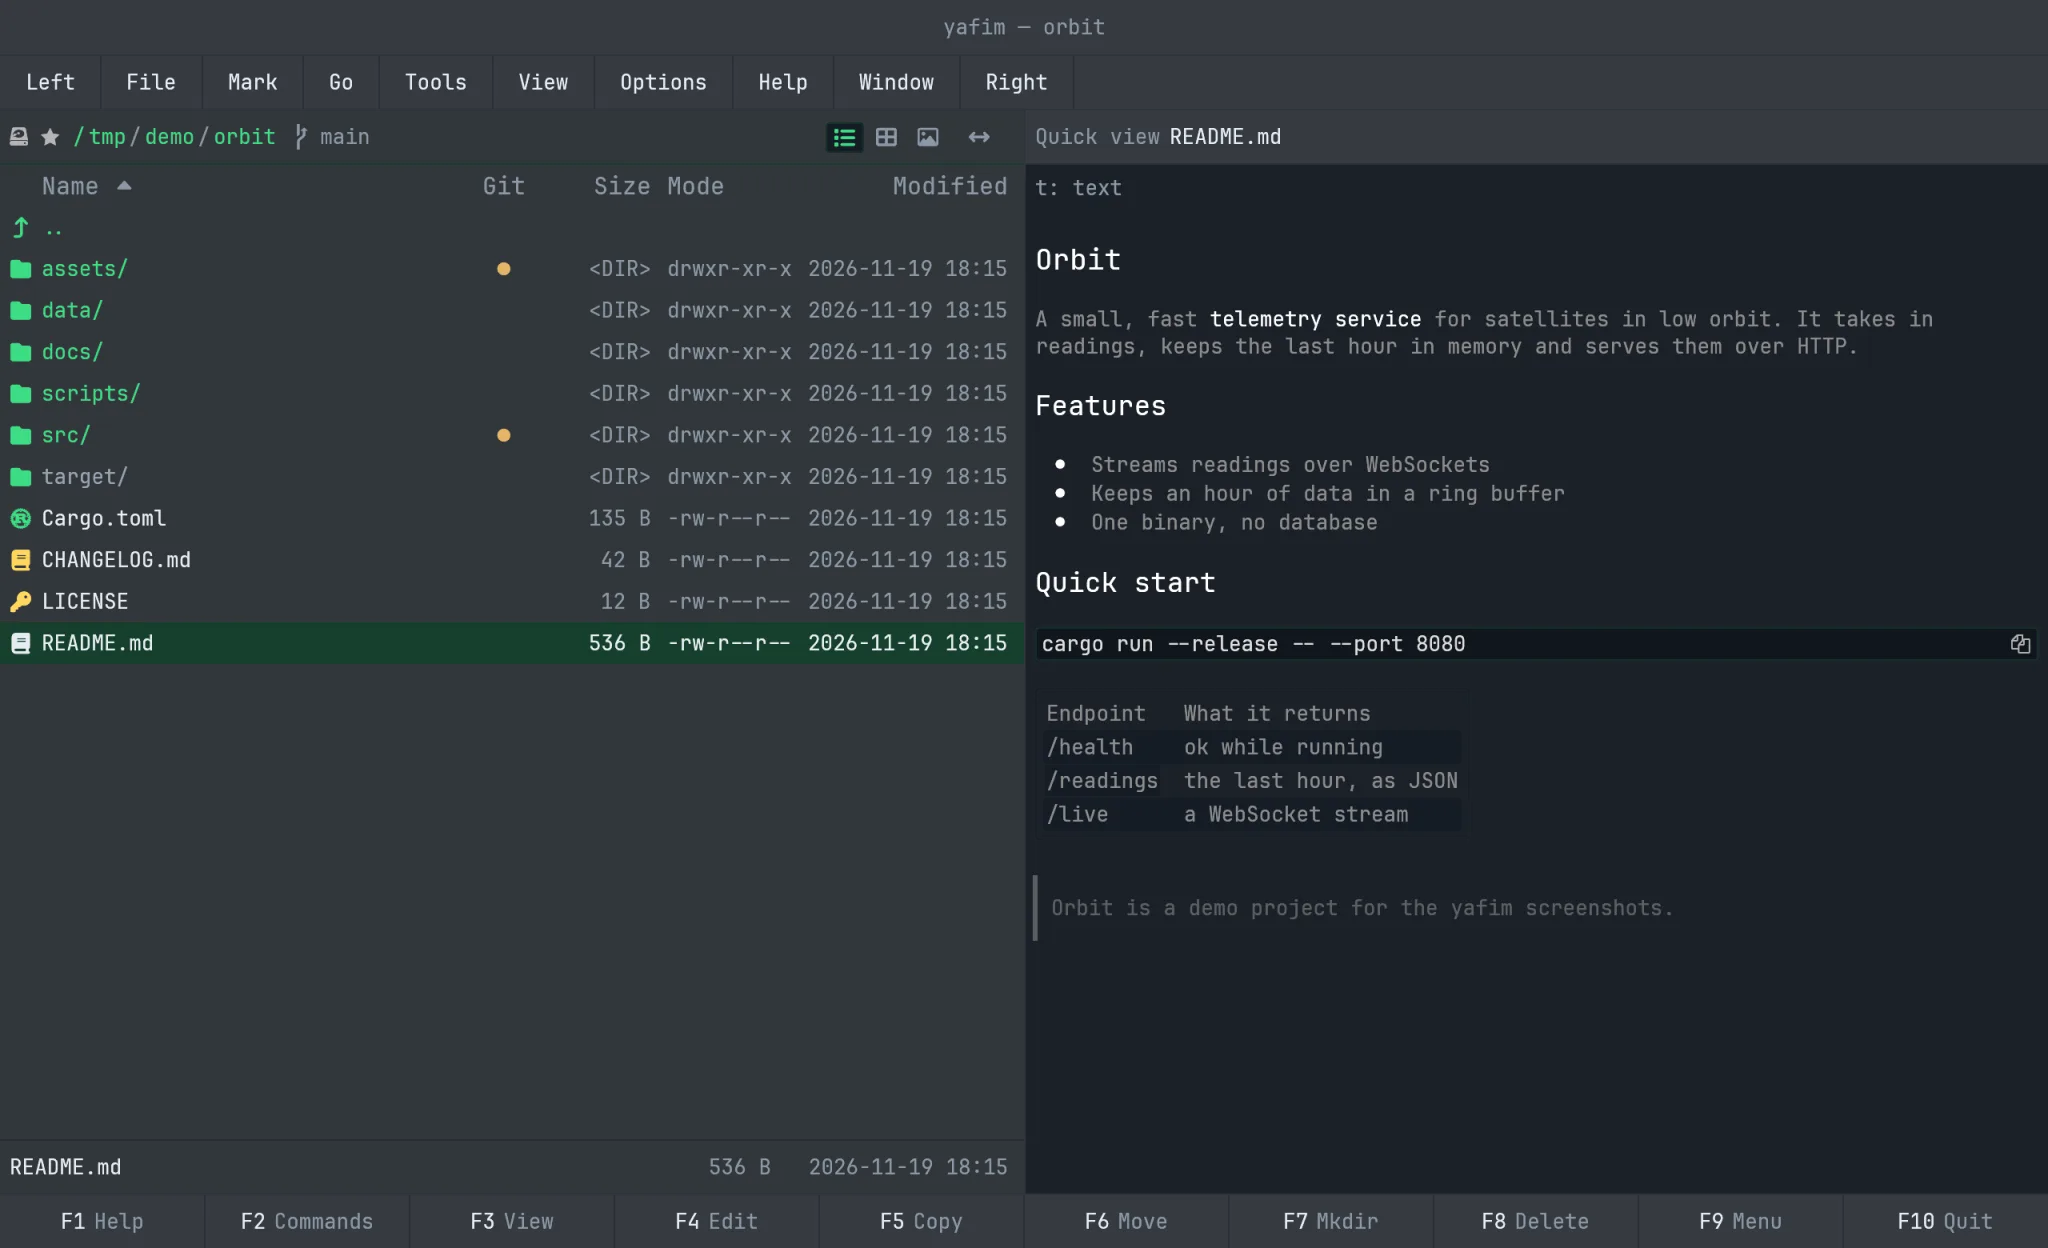 yafim — orbit
Left File Mark Go Tools View Options Help Window Right
/tmp/demo/orbit main
Quick view README.md
Name Git Size Mode Modified
..
assets/ <DIR> drwxr-xr-x 2026-11-19 18:15
data/ <DIR> drwxr-xr-x 2026-11-19 18:15
docs/ <DIR> drwxr-xr-x 2026-11-19 18:15
scripts/ <DIR> drwxr-xr-x 2026-11-19 18:15
src/ <DIR> drwxr-xr-x 2026-11-19 18:15
target/ <DIR> drwxr-xr-x 2026-11-19 18:15
Cargo.toml 135 B -rw-r--r-- 2026-11-19 18:15
CHANGELOG.md 42 B -rw-r--r-- 2026-11-19 18:15
LICENSE 12 B -rw-r--r-- 2026-11-19 18:15
README.md 536 B -rw-r--r-- 2026-11-19 18:15
README.md 536 B 2026-11-19 18:15
t: text
Orbit
A small, fast telemetry service for satellites in low orbit. It takes in
readings, keeps the last hour in memory and serves them over HTTP.
Features
• Streams readings over WebSockets
• Keeps an hour of data in a ring buffer
• One binary, no database
Quick start
cargo run --release -- --port 8080
Endpoint What it returns
/health ok while running
/readings the last hour, as JSON
/live a WebSocket stream
Orbit is a demo project for the yafim screenshots.
F1 Help F2 Commands F3 View F4 Edit F5 Copy F6 Move F7 Mkdir F8 Delete F9 Menu F10 Quit